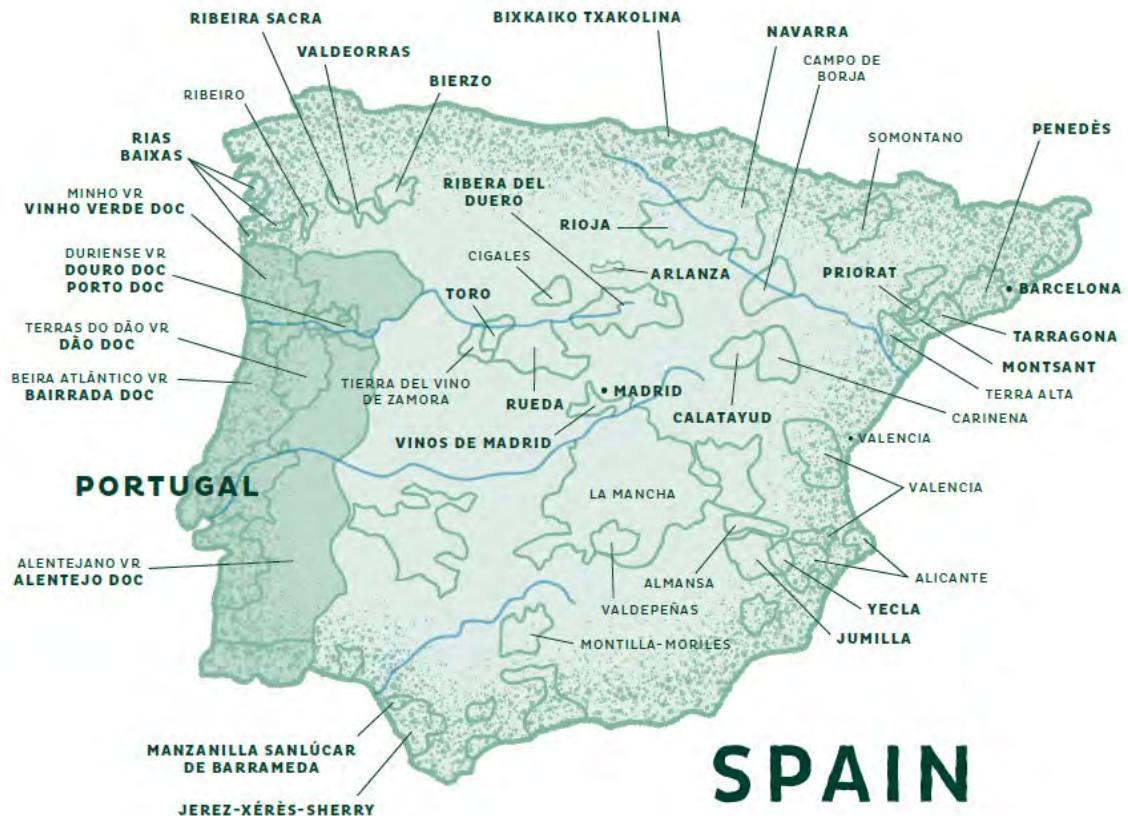 RIBEIRA SACRA
BIXKAIKO TXAKOLINA
NAVARRA
VALDEORRAS
CAMPO DE
BORJA
BIERZO
RIBEIRO
SOMONTANO
PENEDÈS
RIAS
BAIXAS
RIBERA DEL
DUERO
MINHO VR
VINHO VERDE DOC
RIOJA
DURIENSE VR
DOURO DOC
PORTO DOC
CIGALES
ARLANZA
PRIORAT
BARCELONA
TORO
TERRAS DO DÃO VR
DÃO DOC
TARRAGONA
MONTSANT
BEIRA ATLÂNTICO VR
BAIRRADA DOC
TIERRA DEL VINO
DE ZAMORA
RUEDA
MADRID
TERRA ALTA
CALATAYUD
CARINENA
VINOS DE MADRID
VALENCIA
PORTUGAL
LA MANCHA
VALENCIA
ALENTEJANO VR
ALENTEJO DOC
ALMANSA
ALICANTE
VALDEPEÑAS
YECLA
MONTILLA-MORILES
JUMILLA
MANZANILLA SANLÚCAR
DE BARRAMEDA
SPAIN
JEREZ-XÉRÈS-SHERRY